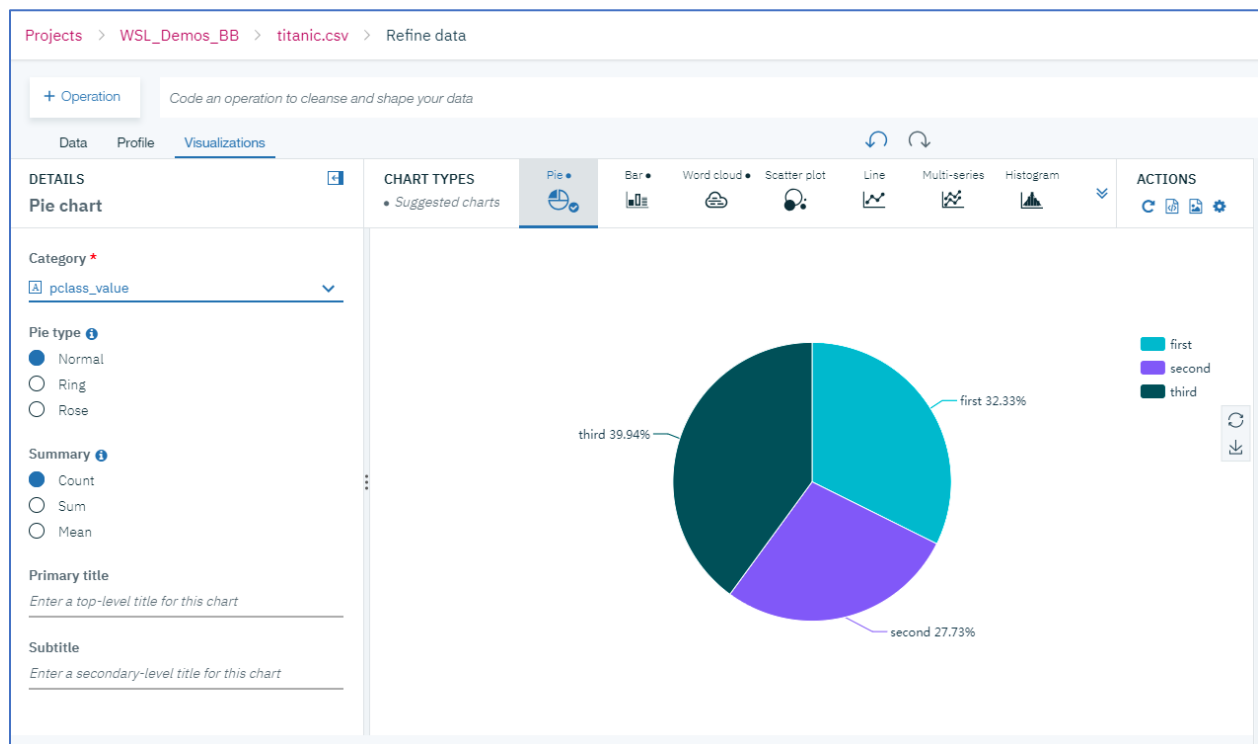 Projects > WSL_Demos_BB > titanic.csv > Refine data
+ Operation
Code an operation to cleanse and shape your data
Data Profile Visualizations
DETAILS
Pie chart
CHART TYPES
• Suggested charts
Pie • Bar • Word cloud • Scatter plot Line Multi-series Histogram
ACTIONS
Category *
A pclass_value
Pie type
Normal
Ring
Rose
Summary
Count
Sum
Mean
Primary title
Enter a top-level title for this chart
Subtitle
Enter a secondary-level title for this chart
first
second
third
first 32.33%
third 39.94%
second 27.73%